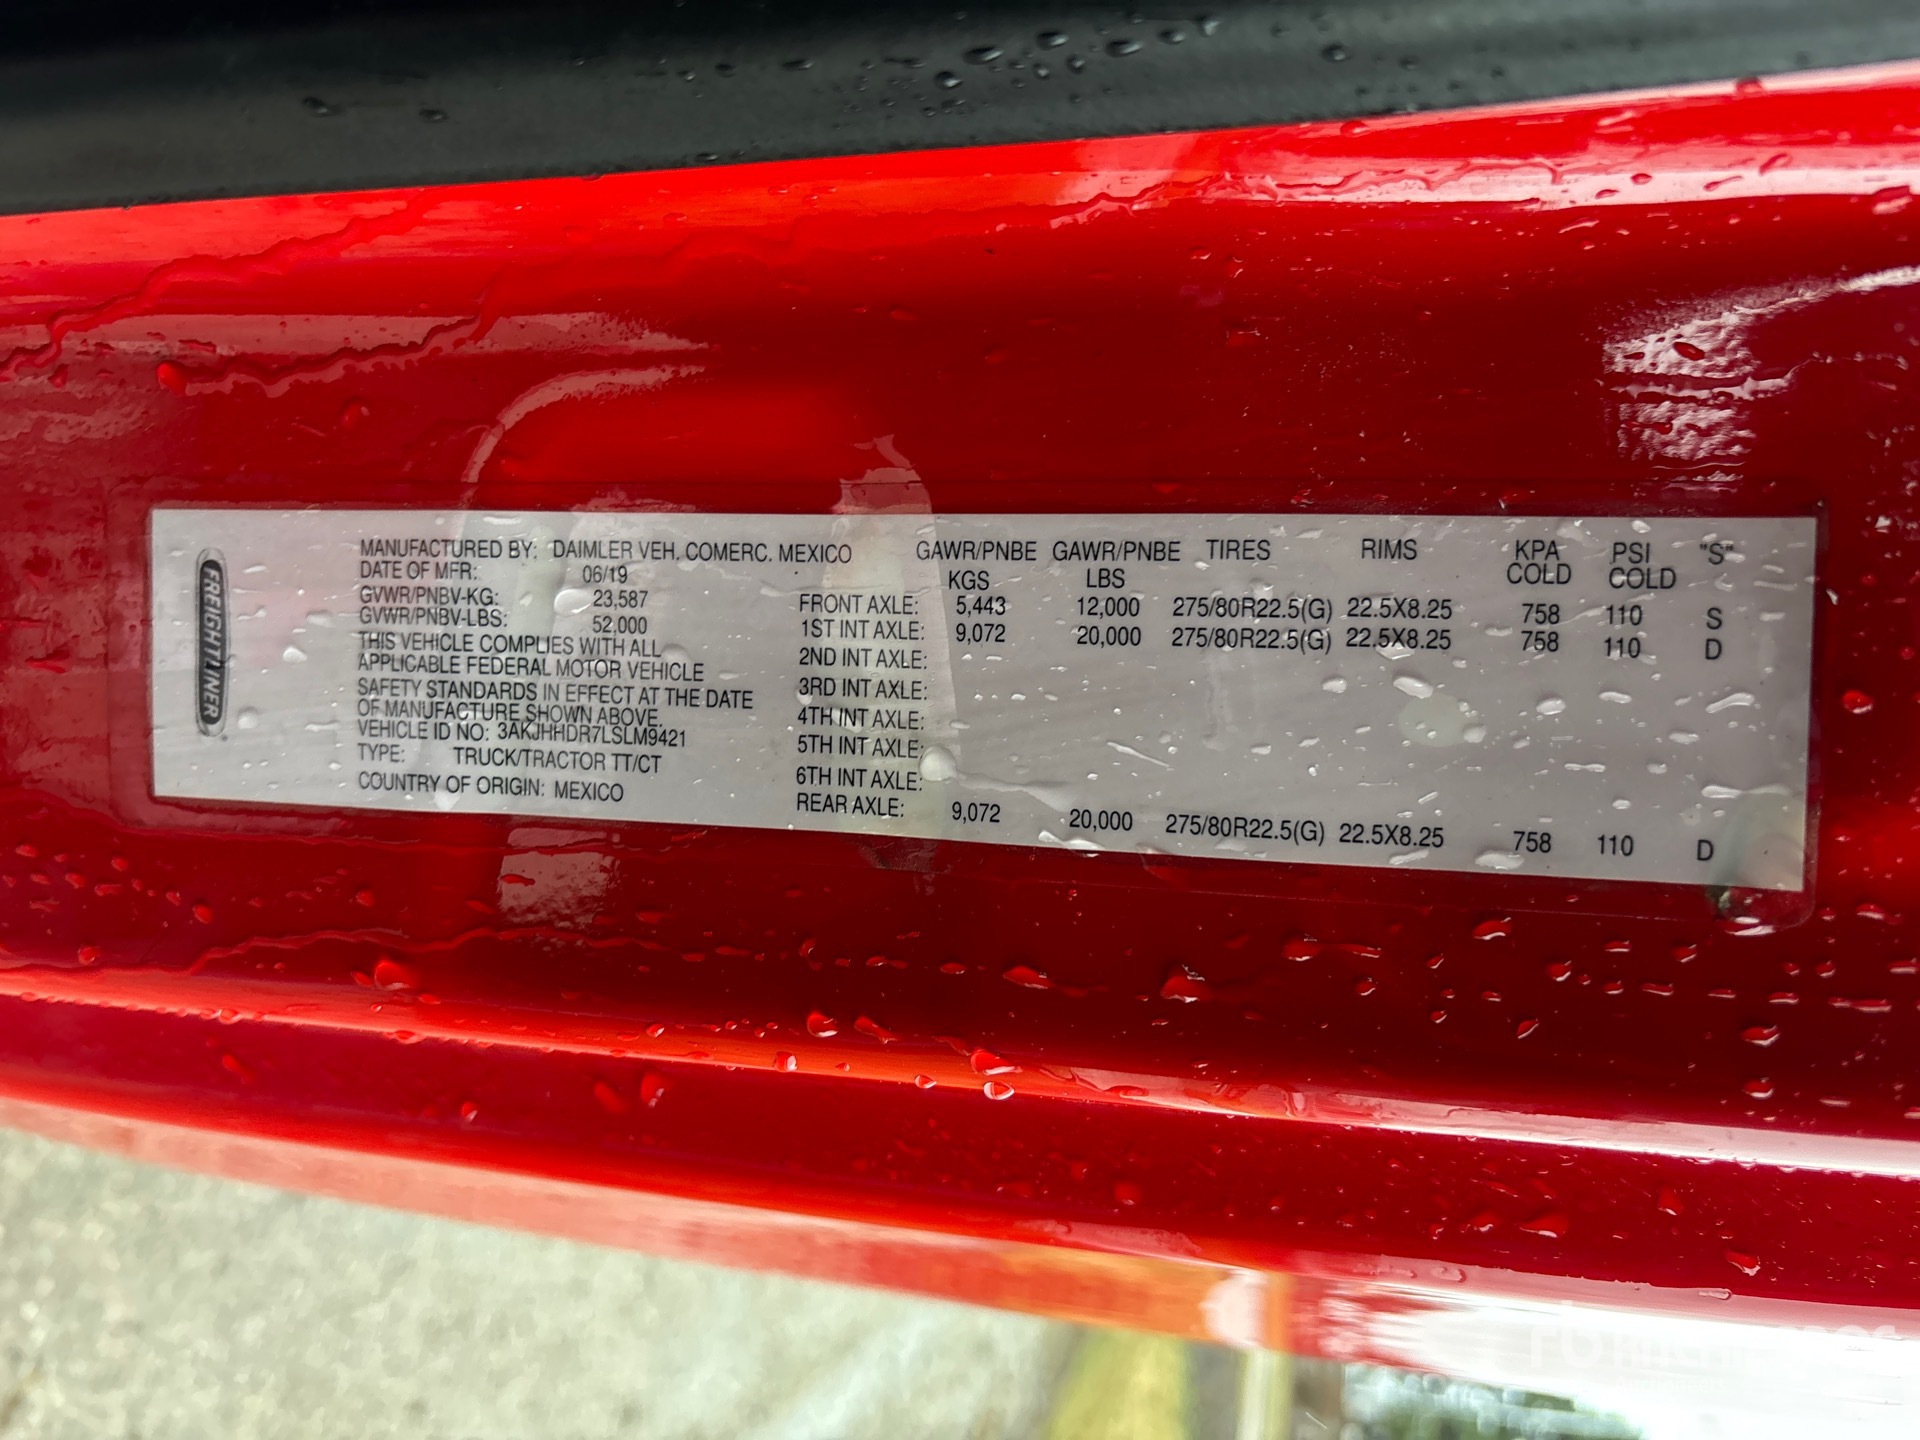 FREIGHTLINER
MANUFACTURED BY: DAIMLER VEH. COMERC. MEXICO
DATE OF MFR: 06/19
GVWR/PNBV-KG: 23,587
GVWR/PNBV-LBS: 52,000
THIS VEHICLE COMPLIES WITH ALL
APPLICABLE FEDERAL MOTOR VEHICLE
SAFETY STANDARDS IN EFFECT AT THE DATE
OF MANUFACTURE SHOWN ABOVE.
VEHICLE ID NO: 3AKJHHDR7LSLM9421
TYPE: TRUCK/TRACTOR TT/CT
COUNTRY OF ORIGIN: MEXICO
GAWR/PNBE GAWR/PNBE TIRES RIMS KPA PSI "S"
KGS LBS COLD COLD
FRONT AXLE: 5,443 12,000 275/80R22.5(G) 22.5X8.25 758 110 S
1ST INT AXLE: 9,072 20,000 275/80R22.5(G) 22.5X8.25 758 110 D
2ND INT AXLE:
3RD INT AXLE:
4TH INT AXLE:
5TH INT AXLE:
6TH INT AXLE:
REAR AXLE: 9,072 20,000 275/80R22.5(G) 22.5X8.25 758 110 D